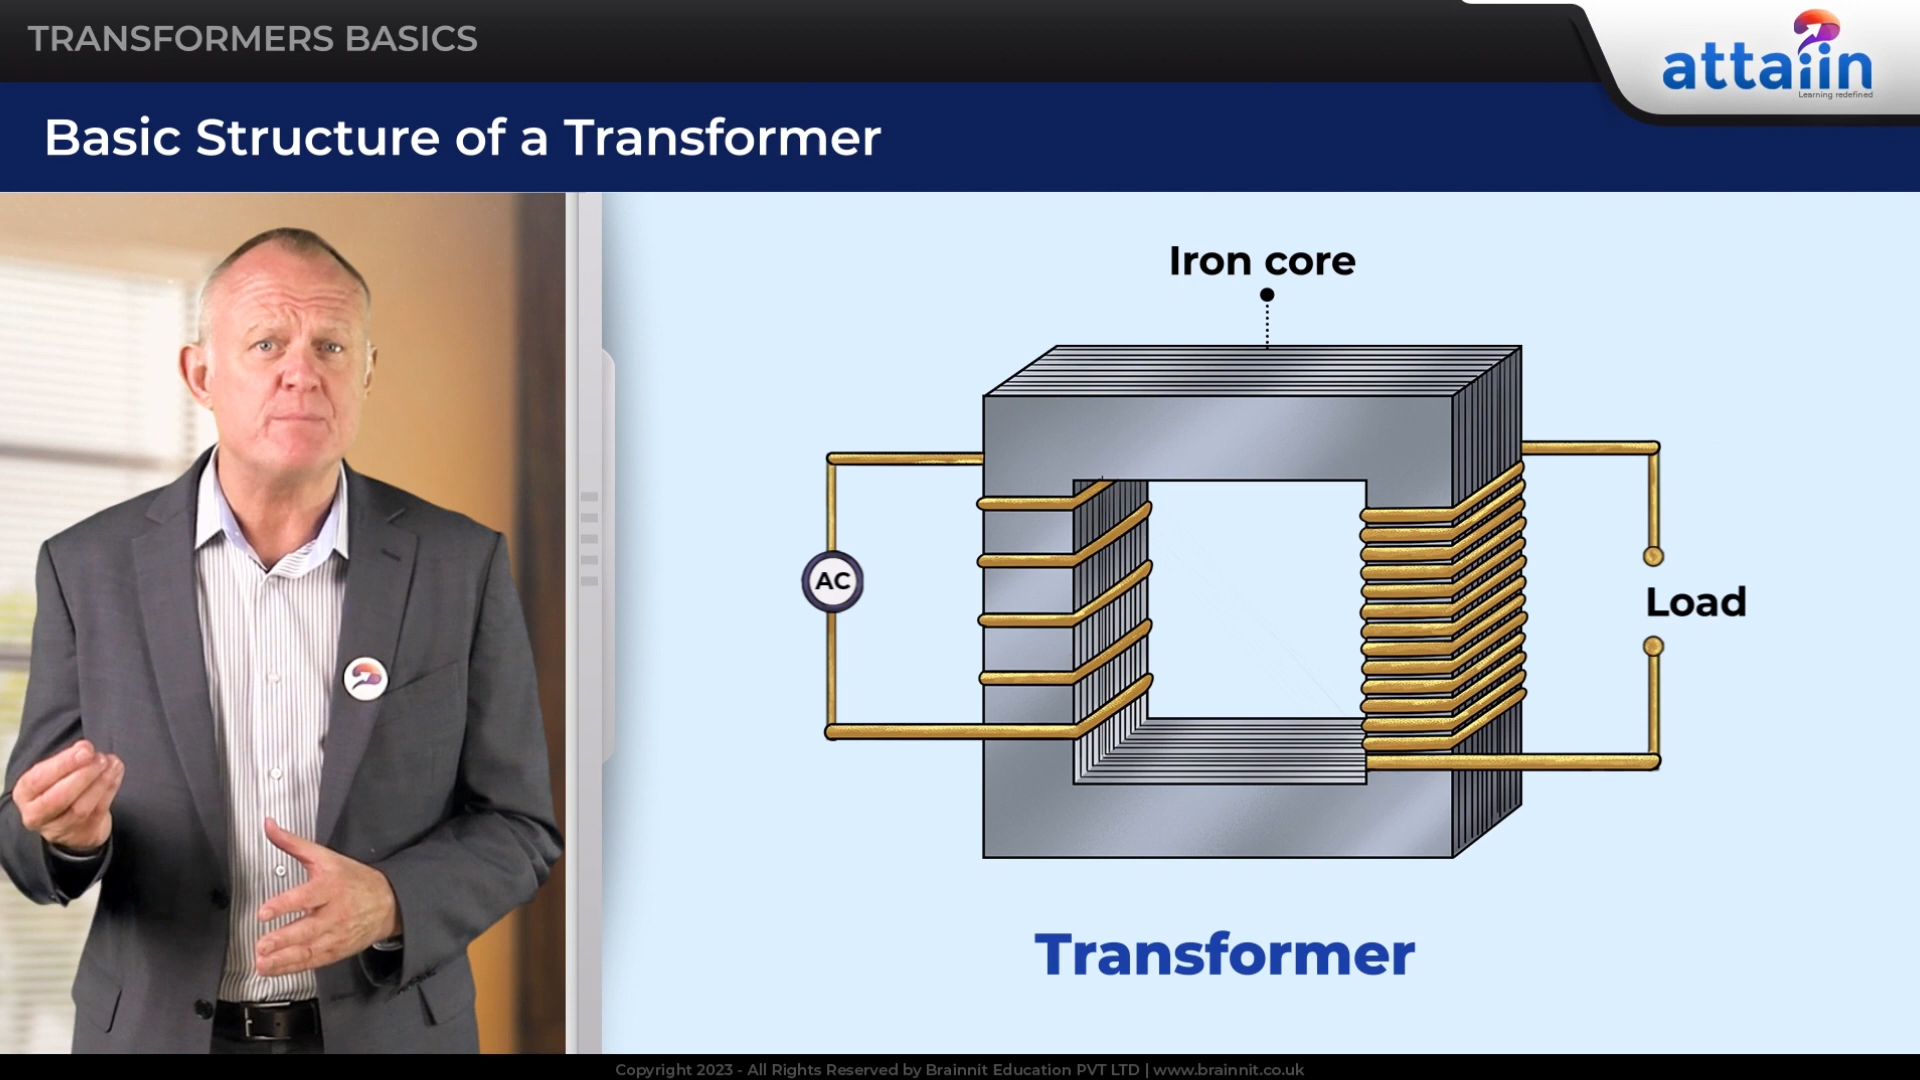 TRANSFORMERS BASICS
attaiin
Learning redefined
Basic Structure of a Transformer
Iron core
AC
Load
Transformer
Copyright 2023 - All Rights Reserved by Brainnit Education PVT LTD | www.brainnit.co.uk